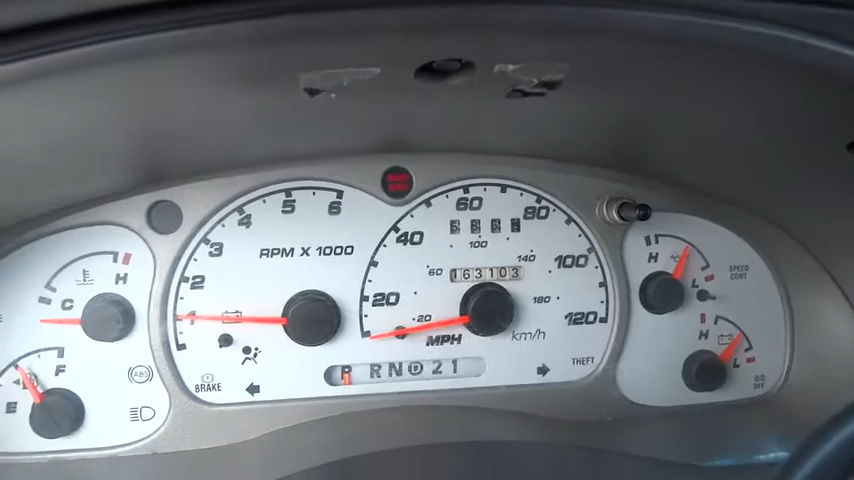 H
C
F
E
ABS
6
5
4
3
2
RPM X 1000
BRAKE
60
80
40
100
20
120
100
140
60
180
20
163103
MPH
km/h
P R N D 2 1
THEFT
H
L
H
L
SPEED
CONT
O/D
OFF